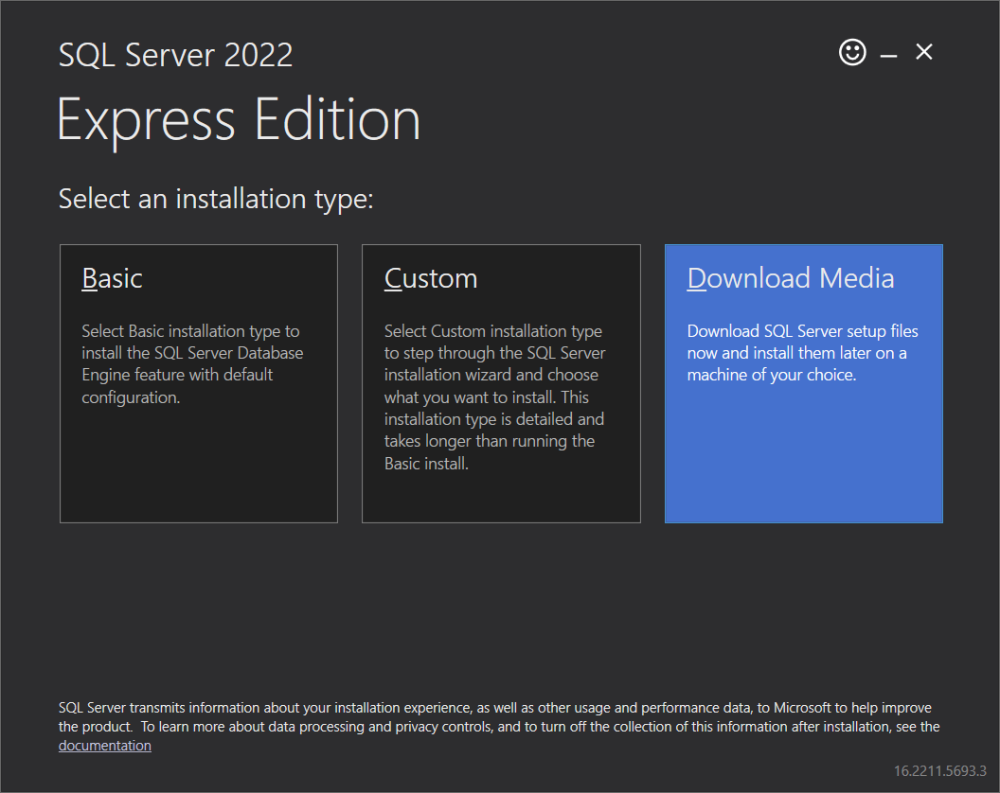 SQL Server 2022
Express Edition
Select an installation type:
Basic
Select Basic installation type to
install the SQL Server Database
Engine feature with default
configuration.
Custom
Select Custom installation type
to step through the SQL Server
installation wizard and choose
what you want to install. This
installation type is detailed and
takes longer than running the
Basic install.
Download Media
Download SQL Server setup files
now and install them later on a
machine of your choice.
SQL Server transmits information about your installation experience, as well as other usage and performance data, to Microsoft to help improve
the product.  To learn more about data processing and privacy controls, and to turn off the collection of this information after installation, see the
documentation
16.2211.5693.3